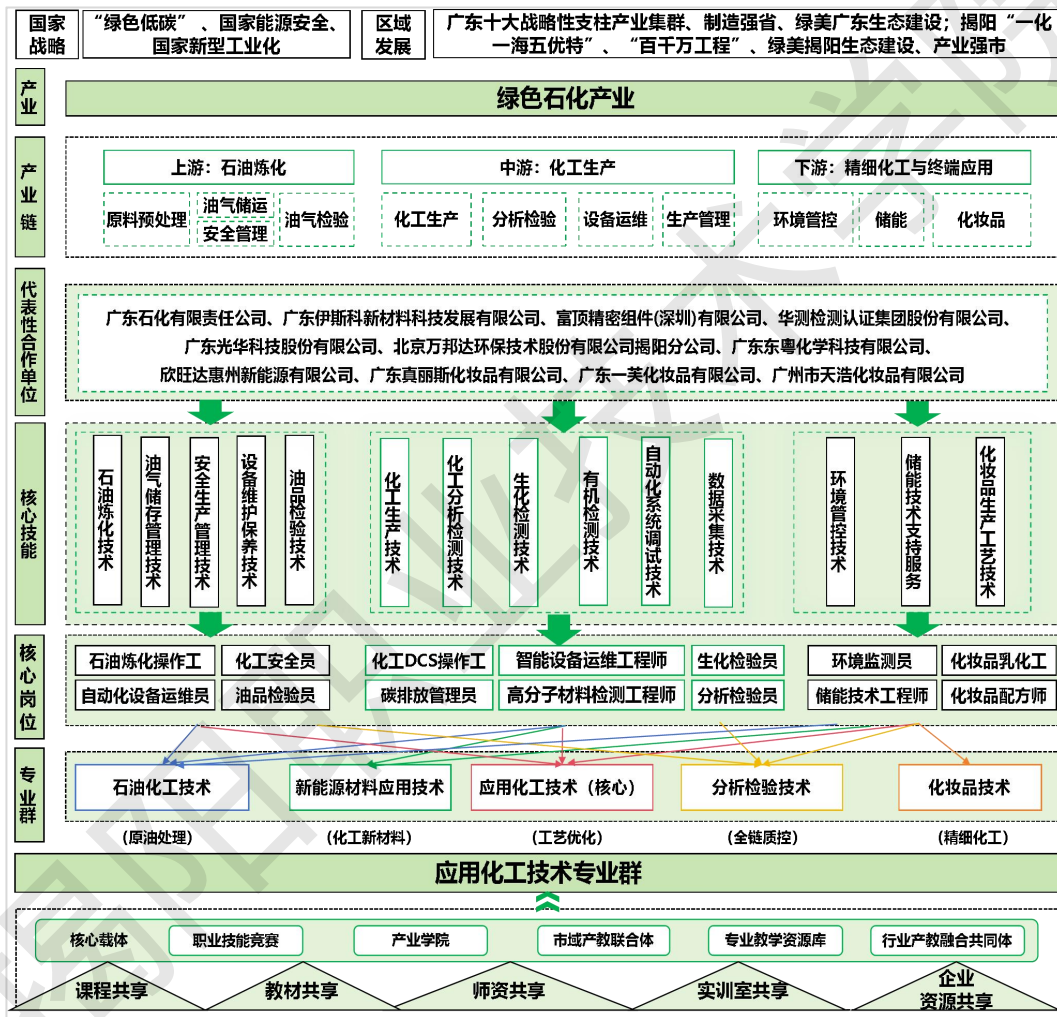 国家
战略
“绿色低碳”、国家能源安全、
国家新型工业化
区域
发展
广东十大战略性支柱产业集群、制造强省、绿美广东生态建设；揭阳“一化
一海五优特”、“百千万工程”、绿美揭阳生态建设、产业强市
产业
绿色石化产业
产业链
上游：石油炼化
中游：化工生产
下游：精细化工与终端应用
原料预处理
油气储运
安全管理
油气检验
化工生产
分析检验
设备运维
生产管理
环境管控
储能
化妆品
代表性合作单位
广东石化有限责任公司、广东伊斯科新材料科技发展有限公司、富顶精密组件(深圳)有限公司、华测检测认证集团股份有限公司、
广东光华科技股份有限公司、北京万邦达环保技术股份有限公司揭阳分公司、广东东粤化学科技有限公司、
欣旺达惠州新能源有限公司、广东真丽斯化妆品有限公司、广东一美化妆品有限公司、广州市天浩化妆品有限公司
核心技能
石油炼化技术
油气储存管理技术
安全生产管理技术
设备维护保养技术
油品检验技术
化工生产技术
化工分析检测技术
生化检测技术
有机检测技术
自动化系统调试技术
数据采集技术
环境管控技术
储能技术支持服务
化妆品生产工艺技术
核心岗位
石油炼化操作工
化工安全员
化工DCS操作工
智能设备运维工程师
生化检验员
环境监测员
化妆品乳化工
自动化设备运维员
油品检验员
碳排放管理员
高分子材料检测工程师
分析检验员
储能技术工程师
化妆品配方师
专业群
石油化工技术
新能源材料应用技术
应用化工技术（核心）
分析检验技术
化妆品技术
（原油处理）
（化工新材料）
（工艺优化）
（全链质控）
（精细化工）
应用化工技术专业群
核心载体
职业技能竞赛
产业学院
市域产教联合体
专业教学资源库
行业产教融合共同体
课程共享
教材共享
师资共享
实训室共享
企业
资源共享
揭阳职业技术学院